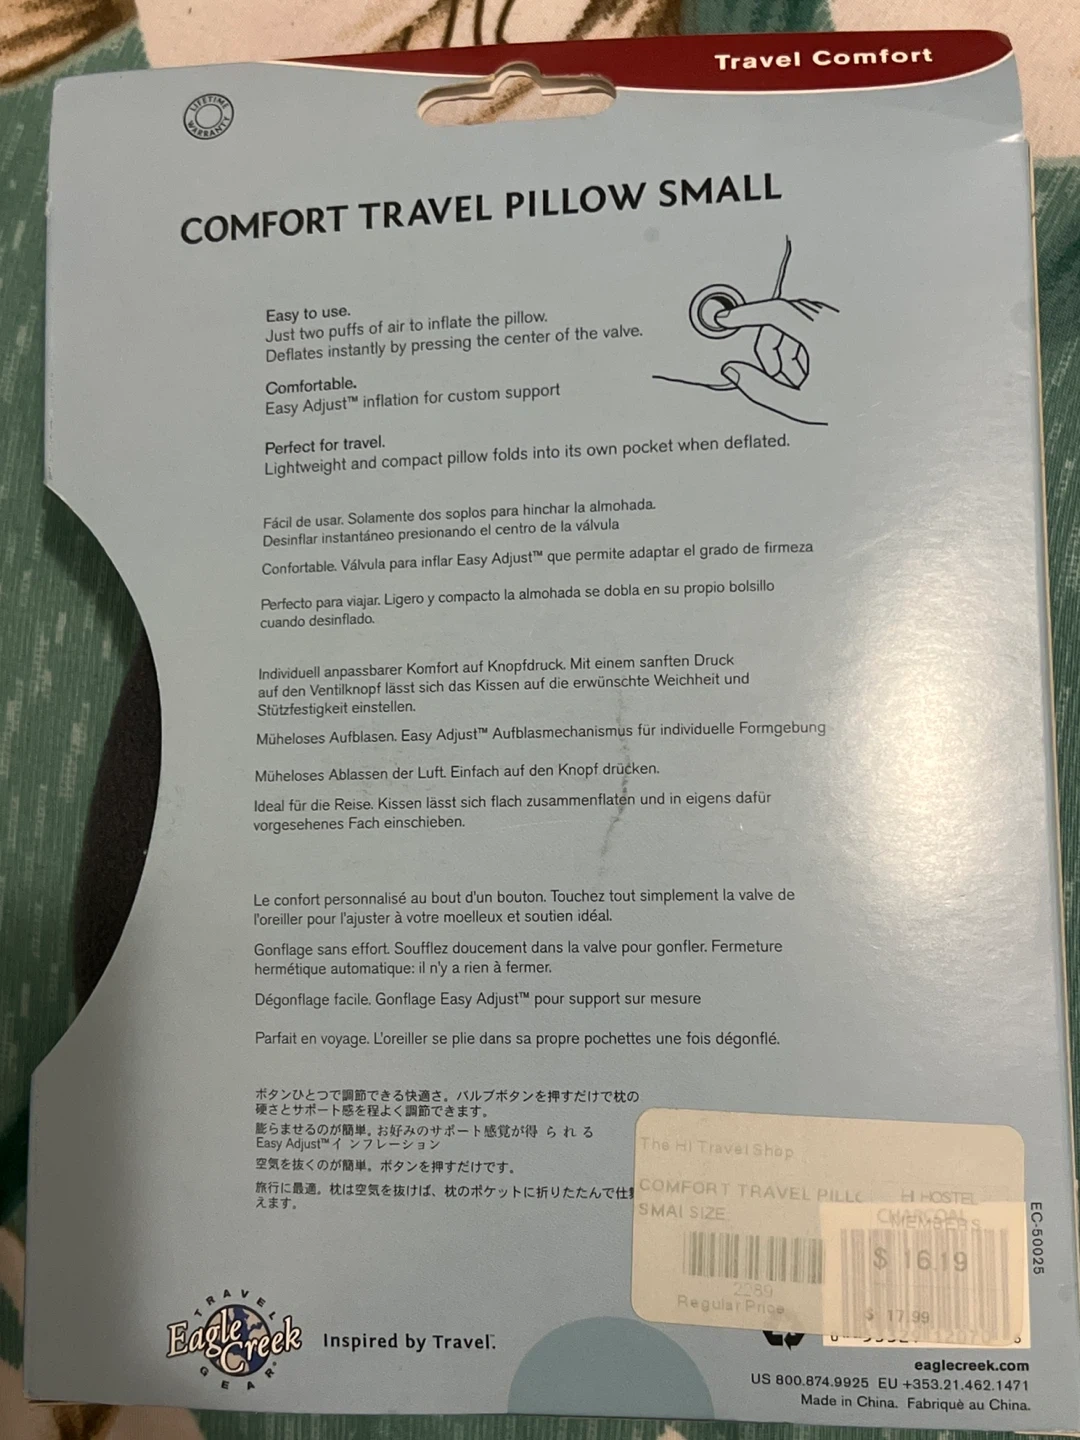 Travel Comfort
LIFETIME WARRANTY
COMFORT TRAVEL PILLOW SMALL
Easy to use.
Just two puffs of air to inflate the pillow.
Deflates instantly by pressing the center of the valve.
Comfortable.
Easy Adjust™ inflation for custom support
Perfect for travel.
Lightweight and compact pillow folds into its own pocket when deflated.
Fácil de usar. Solamente dos soplos para hinchar la almohada.
Desinflar instantáneo presionando el centro de la válvula
Confortable. Válvula para inflar Easy Adjust™ que permite adaptar el grado de firmeza
Perfecto para viajar. Ligero y compacto la almohada se dobla en su propio bolsillo
cuando desinflado.
Individuell anpassbarer Komfort auf Knopfdruck. Mit einem sanften Druck
auf den Ventilknopf lässt sich das Kissen auf die erwünschte Weichheit und
Stützfestigkeit einstellen.
Müheloses Aufblasen. Easy Adjust™ Aufblasmechanismus für individuelle Formgebung
Müheloses Ablassen der Luft. Einfach auf den Knopf drücken.
Ideal für die Reise. Kissen lässt sich flach zusammenflaten und in eigens dafür
vorgesehenes Fach einschieben.
Le confort personnalisé au bout d'un bouton. Touchez tout simplement la valve de
l'oreiller pour l'ajuster à votre moelleux et soutien idéal.
Gonflage sans effort. Soufflez doucement dans la valve pour gonfler. Fermeture
hermétique automatique: il n'y a rien à fermer.
Dégonflage facile. Gonflage Easy Adjust™ pour support sur mesure
Parfait en voyage. L'oreiller se plie dans sa propre pochettes une fois dégonflé.
ボタンひとつで調節できる快適さ。バルブボタンを押すだけで枕の
硬さとサポート感を程よく調節できます。
膨らませるのが簡単。お好みのサポート感覚が得 ら れ る
Easy Adjust™ イ ンフレーション
空気を抜くのが簡単。ボタンを押すだけです。
旅行に最適。枕は空気を抜けば、枕のポケットに折りたたんで仕
えます。
The HI Travel Shop
COMFORT TRAVEL PILLC HI HOSTEL
SMAL SIZE CHARCOAL
MEMBERS
$ 16.19
2289
Regular Price $ 17.99
EC-50025
TRAVEL
Eagle Creek
GEAR
Inspired by Travel.™
eaglecreek.com
US 800.874.9925 EU +353.21.462.1471
Made in China. Fabriquè au China.